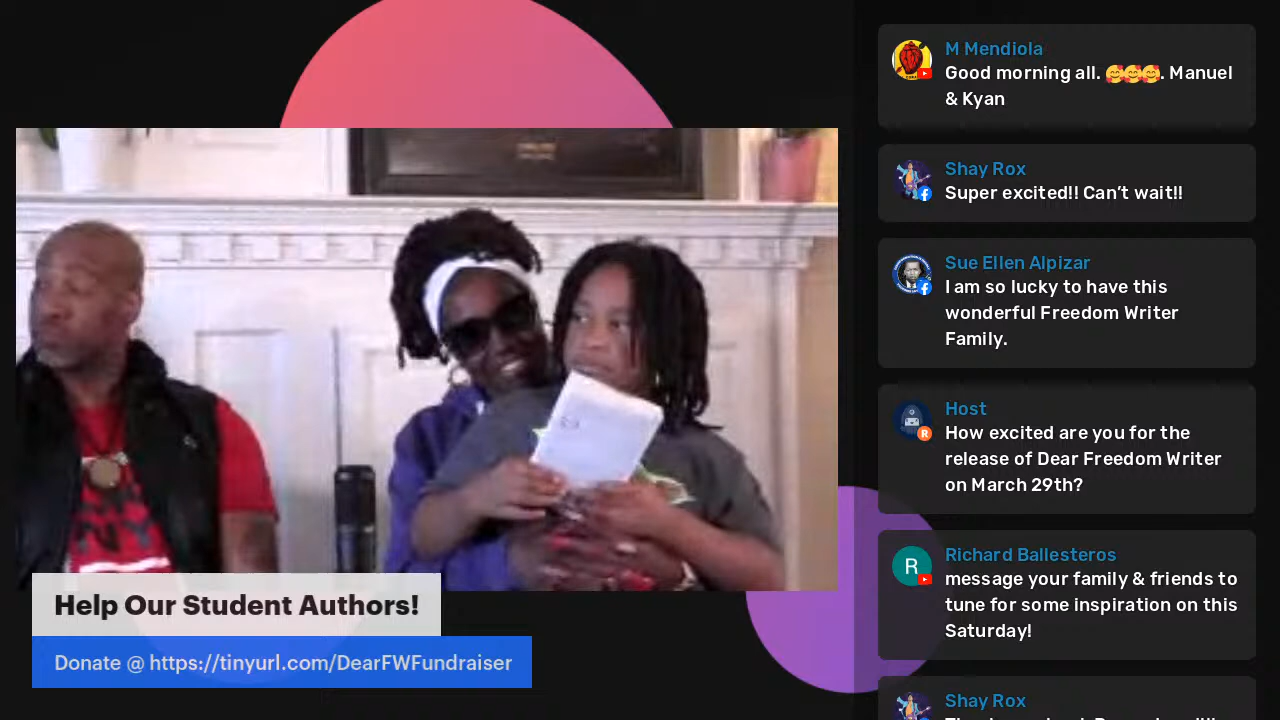 M Mendiola
Good morning all. 🥰🥰🥰. Manuel
& Kyan
Shay Rox
Super excited!! Can't wait!!
Sue Ellen Alpizar
I am so lucky to have this
wonderful Freedom Writer
Family.
Host
How excited are you for the
release of Dear Freedom Writer
on March 29th?
R
Richard Ballesteros
message your family & friends to
tune for some inspiration on this
Saturday!
Shay Rox
Help Our Student Authors!
Donate @ https://tinyurl.com/DearFWFundraiser